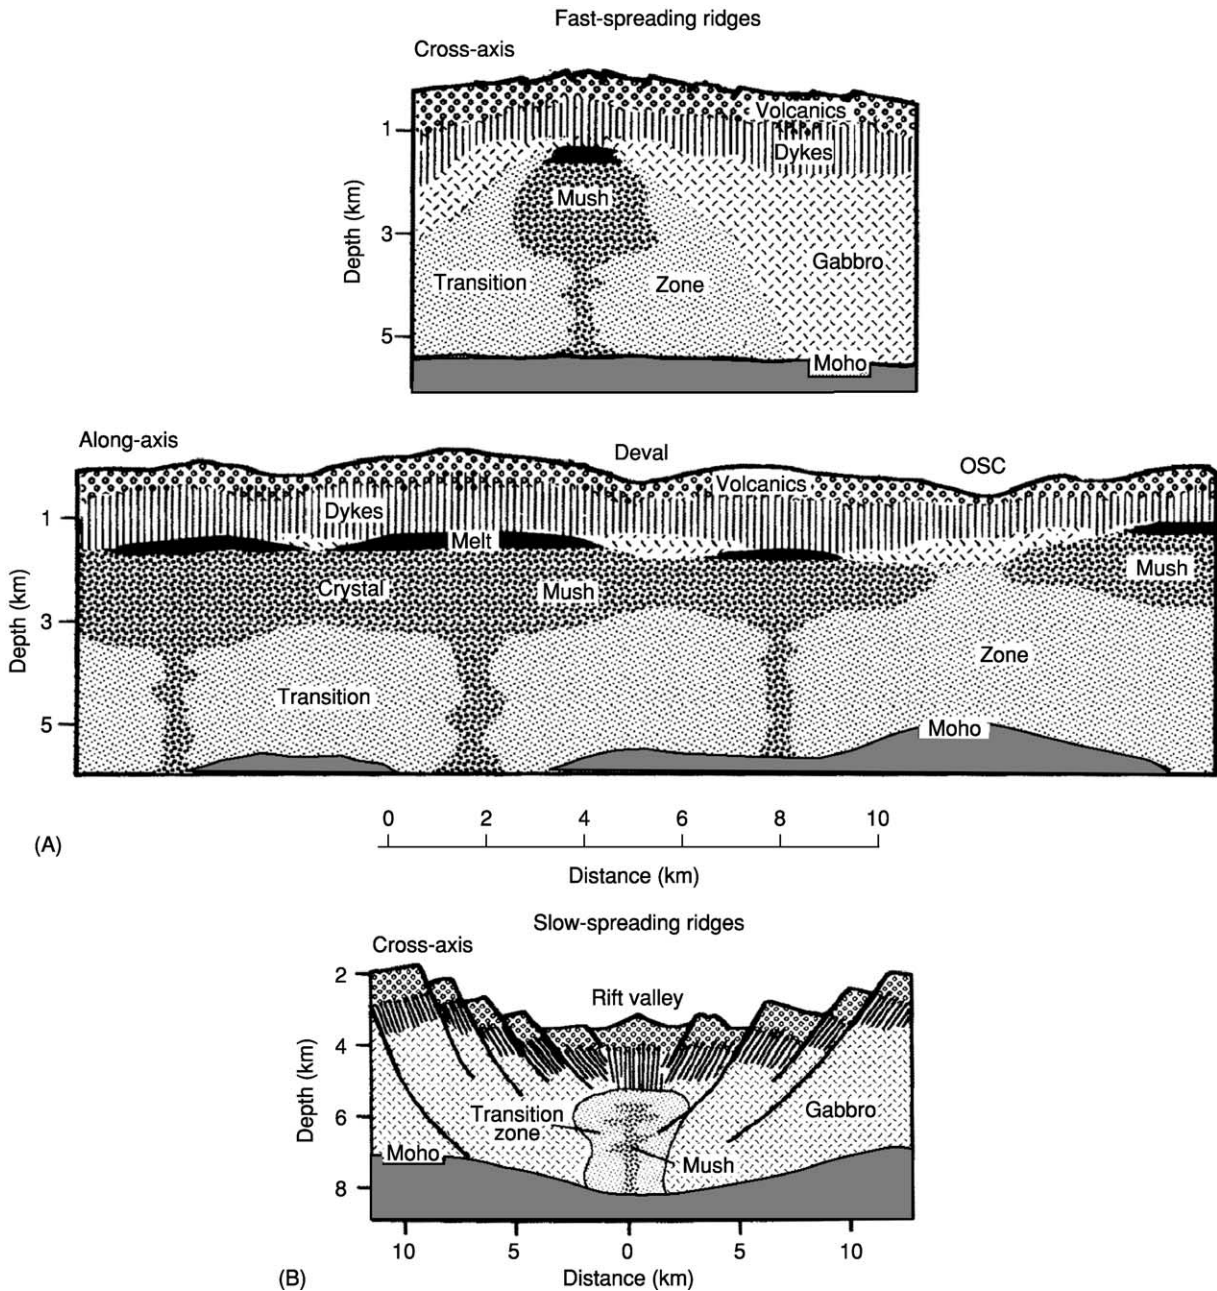 Fast-spreading ridges
Cross-axis
Volcanics
Dykes
Mush
Gabbro
Transition
Zone
Moho
1
3
5
Depth (km)
Along-axis
Deval
OSC
Volcanics
Dykes
Melt
Crystal
Mush
Mush
Zone
Transition
Moho
1
3
5
Depth (km)
0 2 4 6 8 10
Distance (km)
(A)
Slow-spreading ridges
Cross-axis
Rift valley
Transition
zone
Gabbro
Moho
Mush
2
4
6
8
Depth (km)
10 5 0 5 10
Distance (km)
(B)